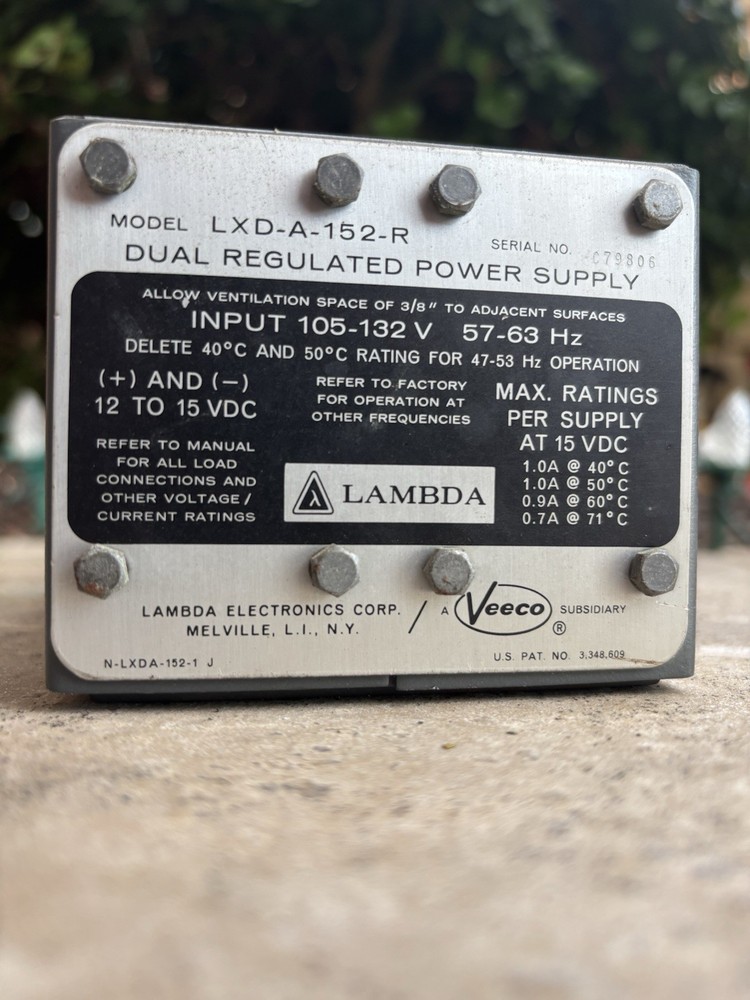 MODEL LXD-A-152-R
SERIAL NO. C79806
DUAL REGULATED POWER SUPPLY
ALLOW VENTILATION SPACE OF 3/8" TO ADJACENT SURFACES
INPUT 105-132 V 57-63 Hz
DELETE 40°C AND 50°C RATING FOR 47-53 Hz OPERATION
(+) AND (-)
12 TO 15 VDC
REFER TO MANUAL
FOR ALL LOAD
CONNECTIONS AND
OTHER VOLTAGE/
CURRENT RATINGS
REFER TO FACTORY
FOR OPERATION AT
OTHER FREQUENCIES
λ LAMBDA
MAX. RATINGS
PER SUPPLY
AT 15 VDC
1.0A @ 40°C
1.0A @ 50°C
0.9A @ 60°C
0.7A @ 71°C
LAMBDA ELECTRONICS CORP. / A Veeco ® SUBSIDIARY
MELVILLE, L.I., N.Y.
N-LXDA-152-1 J
U.S. PAT. NO. 3,348,609